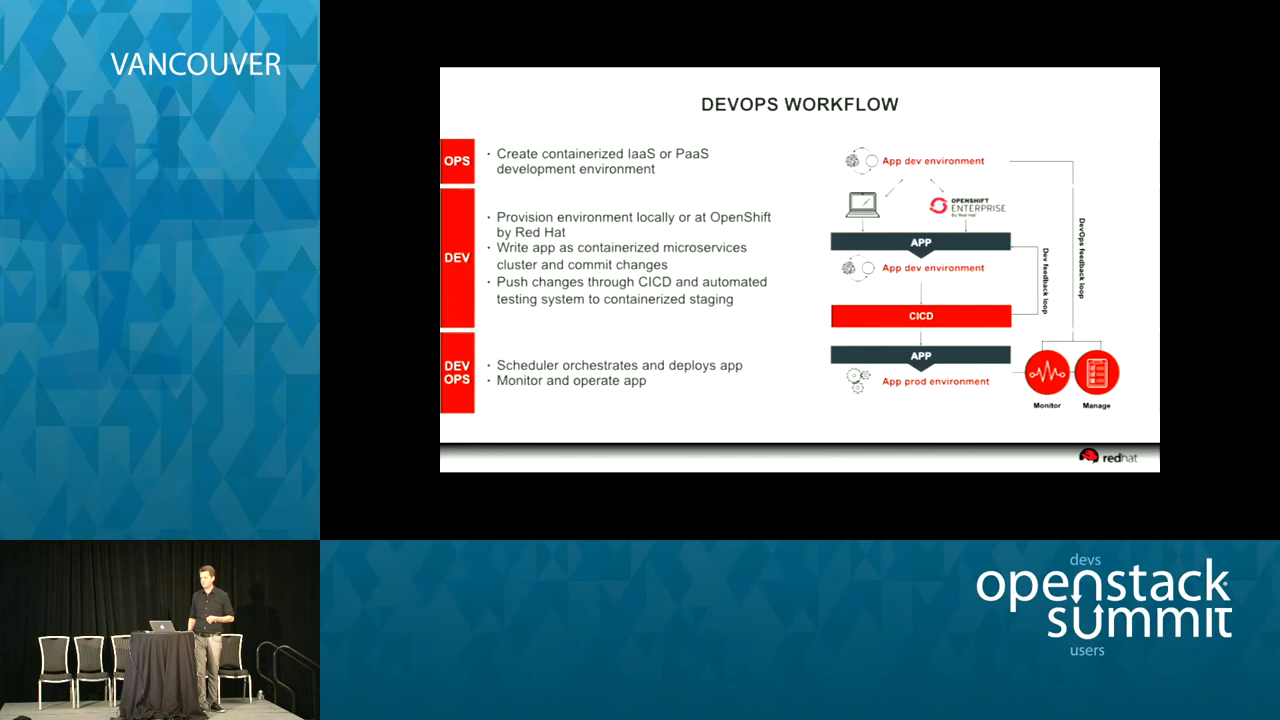 VANCOUVER
DEVOPS WORKFLOW
OPS
· Create containerized IaaS or PaaS
development environment
DEV
· Provision environment locally or at OpenShift
by Red Hat
· Write app as containerized microservices
cluster and commit changes
· Push changes through CICD and automated
testing system to containerized staging
DEV
OPS
· Scheduler orchestrates and deploys app
· Monitor and operate app
App dev environment
OPENSHIFT
ENTERPRISE
By Red Hat
APP
App dev environment
CICD
APP
App prod environment
Dev feedback loop
DevOps feedback loop
Monitor
Manage
redhat
devs
openstack
summit
users